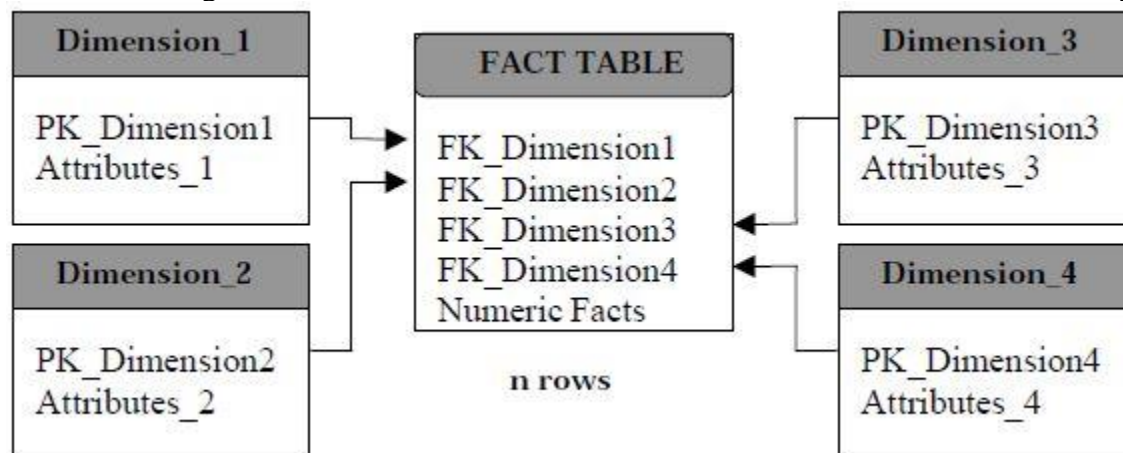 Dimension_1
PK_Dimension1
Attributes_1
Dimension_2
PK_Dimension2
Attributes_2
FACT TABLE
FK_Dimension1
FK_Dimension2
FK_Dimension3
FK_Dimension4
Numeric Facts
n rows
Dimension_3
PK_Dimension3
Attributes_3
Dimension_4
PK_Dimension4
Attributes_4